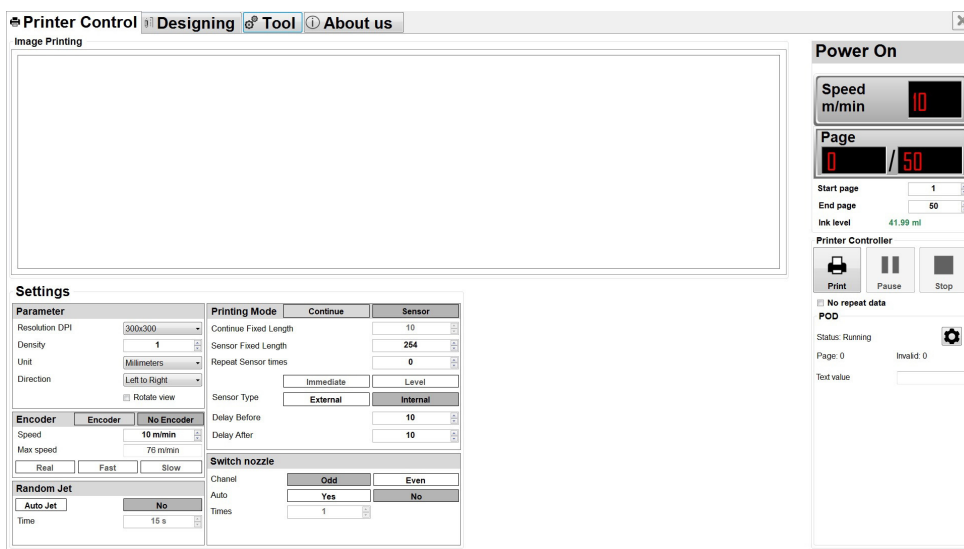 Printer Control Designing Tool About us
Image Printing
Power On
Speed
m/min
10
Page
0 / 50
Start page 1
End page 50
Ink level 41.99 ml
Printer Controller
Print Pause Stop
No repeat data
POD
Status: Running
Page: 0 Invalid: 0
Text value
Settings
Parameter
Resolution DPI 300x300
Density 1
Unit Millimeters
Direction Left to Right
Rotate view
Encoder Encoder No Encoder
Speed 10 m/min
Max speed 76 m/min
Real Fast Slow
Random Jet
Auto Jet No
Time 15 s
Printing Mode Continue Sensor
Continue Fixed Length 10
Sensor Fixed Length 254
Repeat Sensor times 0
Immediate Level
Sensor Type External Internal
Delay Before 10
Delay After 10
Switch nozzle
Chanel Odd Even
Auto Yes No
Times 1